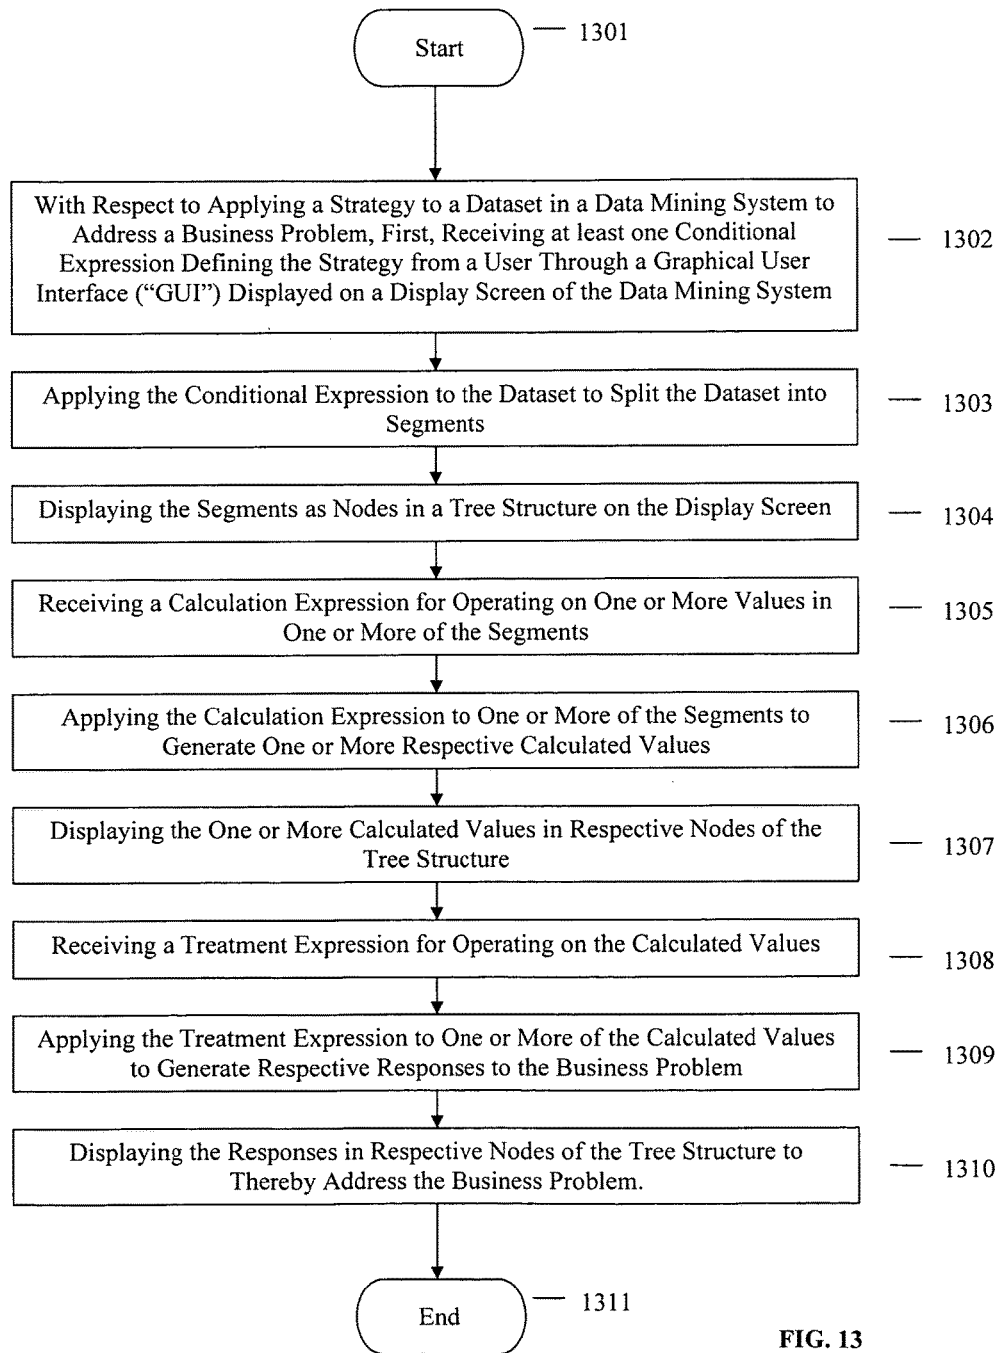 Start
1301
With Respect to Applying a Strategy to a Dataset in a Data Mining System to
Address a Business Problem, First, Receiving at least one Conditional
Expression Defining the Strategy from a User Through a Graphical User
Interface (“GUI”) Displayed on a Display Screen of the Data Mining System
1302
Applying the Conditional Expression to the Dataset to Split the Dataset into
Segments
1303
Displaying the Segments as Nodes in a Tree Structure on the Display Screen
1304
Receiving a Calculation Expression for Operating on One or More Values in
One or More of the Segments
1305
Applying the Calculation Expression to One or More of the Segments to
Generate One or More Respective Calculated Values
1306
Displaying the One or More Calculated Values in Respective Nodes of the
Tree Structure
1307
Receiving a Treatment Expression for Operating on the Calculated Values
1308
Applying the Treatment Expression to One or More of the Calculated Values
to Generate Respective Responses to the Business Problem
1309
Displaying the Responses in Respective Nodes of the Tree Structure to
Thereby Address the Business Problem.
1310
End
1311
FIG. 13